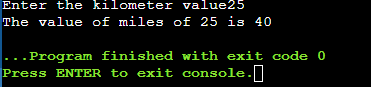 Enter the kilometer value25
The value of miles of 25 is 40
...Program finished with exit code 0
Press ENTER to exit console.